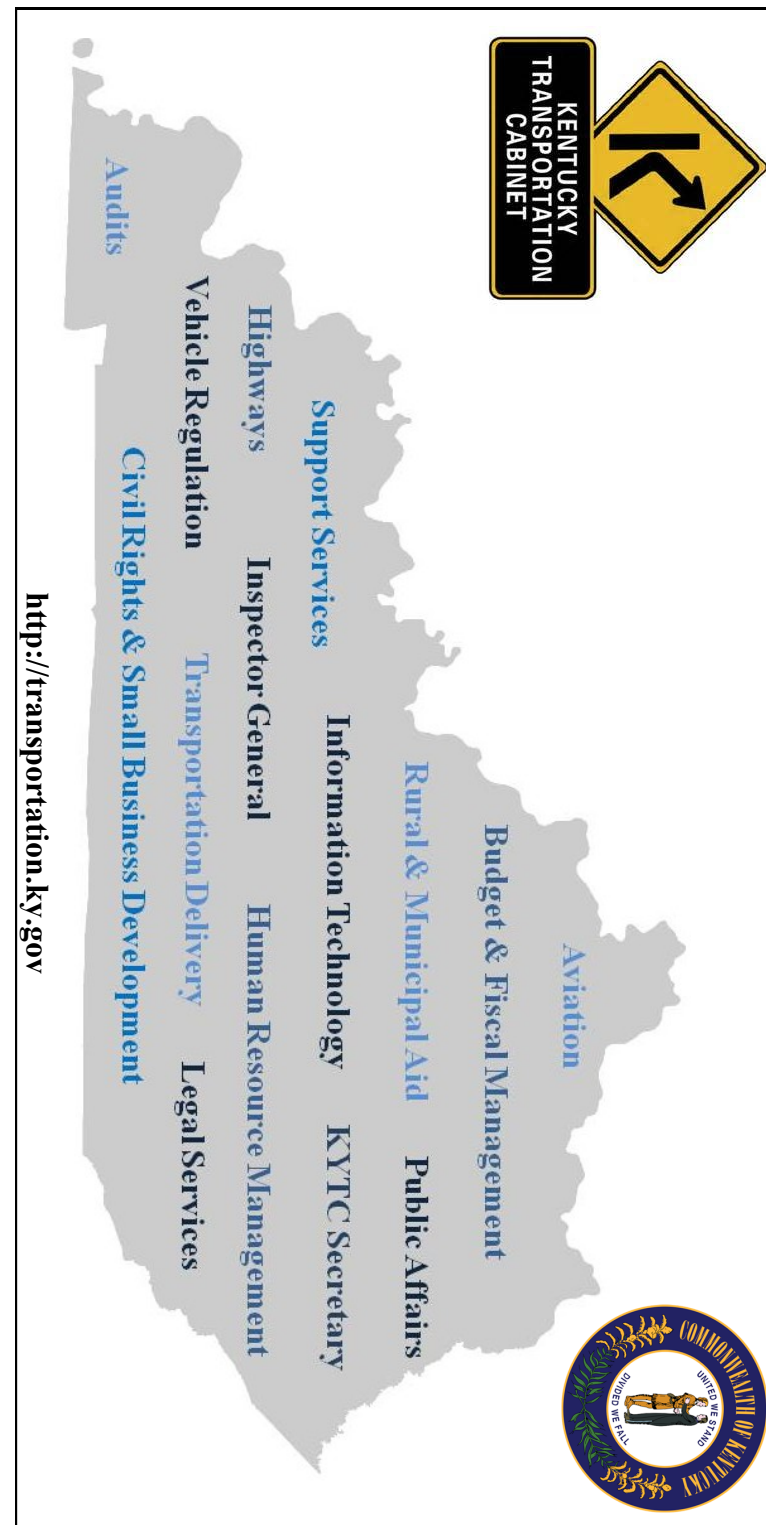 KENTUCKY
TRANSPORTATION
CABINET
COMMONWEALTH OF KENTUCKY
UNITED WE STAND
DIVIDED WE FALL
Aviation
Budget & Fiscal Management
Rural & Municipal Aid Public Affairs
Support Services Information Technology KYTC Secretary
Highways Inspector General Human Resource Management
Vehicle Regulation Transportation Delivery Legal Services
Audits Civil Rights & Small Business Development
http://transportation.ky.gov